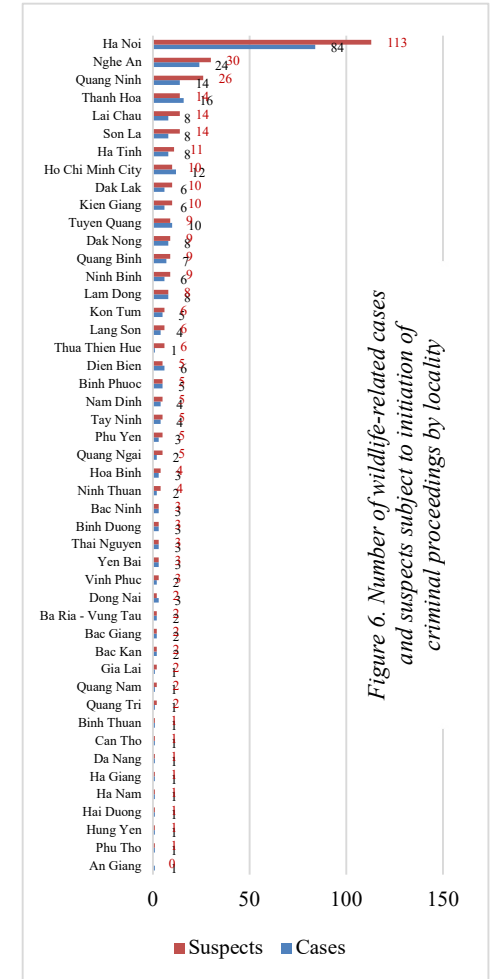 Ha Noi 113 84
Nghe An 30 24
Quang Ninh 26 14
Thanh Hoa 14 16
Lai Chau 14 8
Son La 14 8
Ha Tinh 11 8
Ho Chi Minh City 10 12
Dak Lak 10 6
Kien Giang 10 6
Tuyen Quang 9 10
Dak Nong 9 8
Quang Binh 9 7
Ninh Binh 9 6
Lam Dong 8 8
Kon Tum 6 5
Lang Son 6 4
Thua Thien Hue 6 1
Dien Bien 5 6
Binh Phuoc 5 5
Nam Dinh 5 4
Tay Ninh 5 4
Phu Yen 5 3
Quang Ngai 5 2
Hoa Binh 4 3
Ninh Thuan 4 2
Bac Ninh 3 3
Binh Duong 3 3
Thai Nguyen 3 3
Yen Bai 3 3
Vinh Phuc 3 2
Dong Nai 2 3
Ba Ria - Vung Tau 2 2
Bac Giang 2 2
Bac Kan 2 2
Gia Lai 2 1
Quang Nam 2 1
Quang Tri 2 1
Binh Thuan 1 1
Can Tho 1 1
Da Nang 1 1
Ha Giang 1 1
Ha Nam 1 1
Hai Duong 1 1
Hung Yen 1 1
Phu Tho 1 1
An Giang 0 1
0 50 100 150
Suspects Cases
Figure 6. Number of wildlife-related cases
and suspects subject to initiation of
criminal proceedings by locality